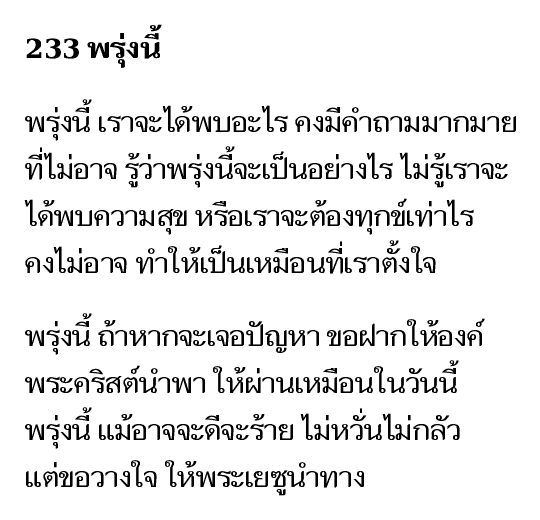 233 พรุ่งนี้
พรุ่งนี้ เราจะได้พบอะไร คงมีคำถามมากมาย
ที่ไม่อาจ รู้ว่าพรุ่งนี้จะเป็นอย่างไร ไม่รู้เราจะ
ได้พบความสุข หรือเราจะต้องทุกข์เท่าไร
คงไม่อาจ ทำให้เป็นเหมือนที่เราตั้งใจ
พรุ่งนี้ ถ้าหากจะเจอปัญหา ขอฝากให้องค์
พระคริสต์นำพา ให้ผ่านเหมือนในวันนี้
พรุ่งนี้ แม้อาจจะดีจะร้าย ไม่หวั่นไม่กลัว
แต่ขอวางใจ ให้พระเยซูนำทาง